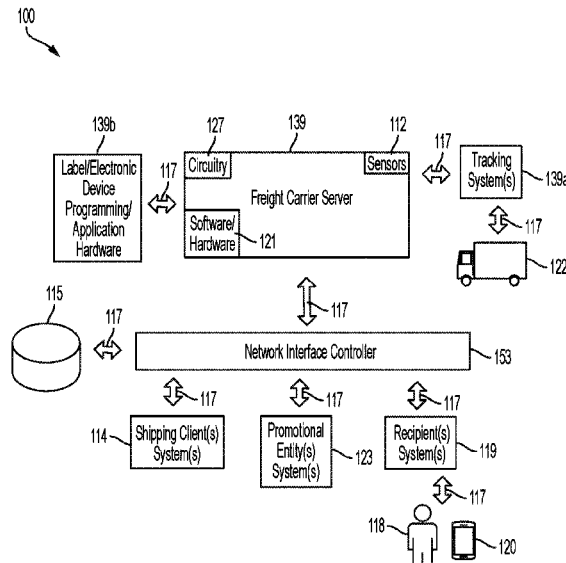 100
139b
127
139
112
117
Label/Electronic
Device
Programming/
Application
Hardware
117
Circuitry
Sensors
Freight Carrier Server
Software/
Hardware
121
Tracking
System(s)
139a
117
122
117
115
117
Network Interface Controller
153
117
117
117
114
Shipping Client(s)
System(s)
Promotional
Entity(s)
System(s)
123
Recipient(s)
System(s)
119
117
118
120